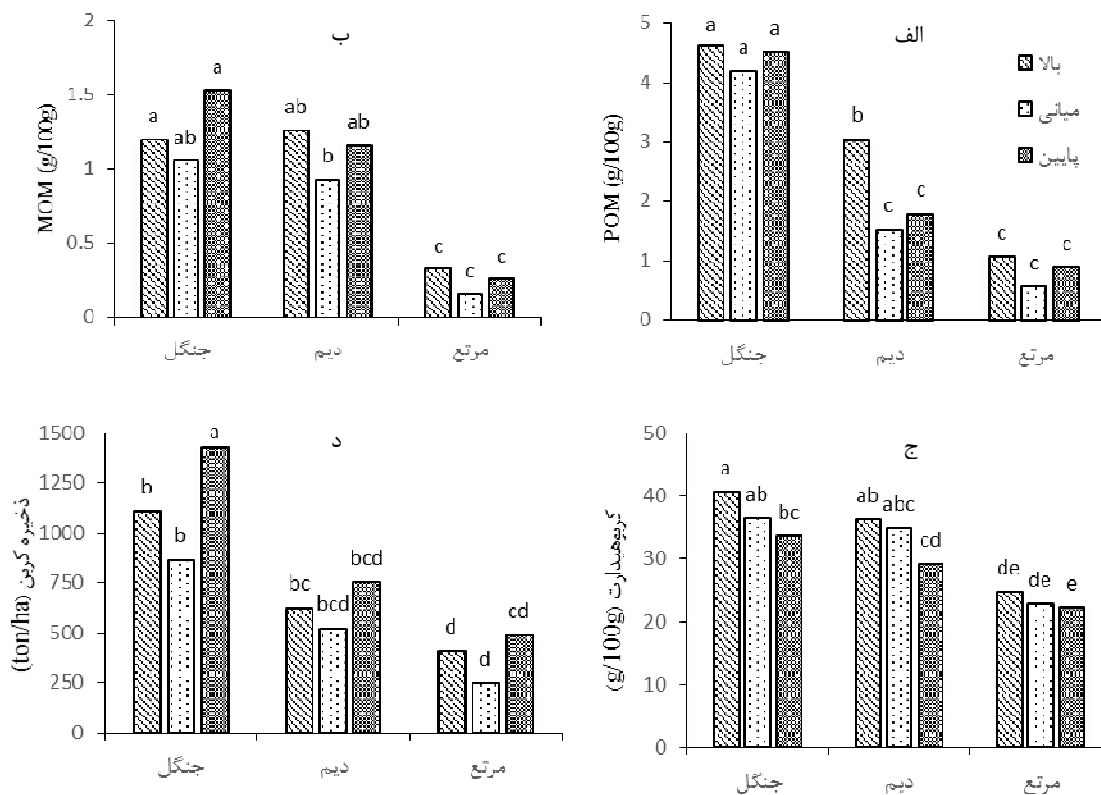 الف
POM (g/100g)
5
4
3
2
1
0
a
a
a
b
c
c
c
c
c
جنگل
دیم
مرتع
بالا
میانی
پایین
ب
MOM (g/100g)
2
1.5
1
0.5
0
a
ab
a
ab
b
ab
c
c
c
جنگل
دیم
مرتع
ج
کربوهیدارت (g/100g)
50
40
30
20
10
0
a
ab
bc
ab
abc
cd
de
de
e
جنگل
دیم
مرتع
د
ذخیره کربن (ton/ha)
1500
1250
1000
750
500
250
0
b
b
a
bc
bcd
bcd
d
d
cd
جنگل
دیم
مرتع